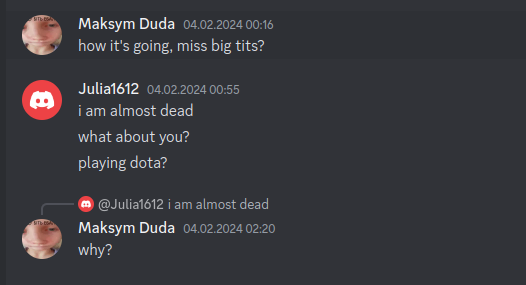 Maksym Duda 04.02.2024 00:16
how it's going, miss big tits?
Julia1612 04.02.2024 00:55
i am almost dead
what about you?
playing dota?
@Julia1612 i am almost dead
Maksym Duda 04.02.2024 02:20
why?